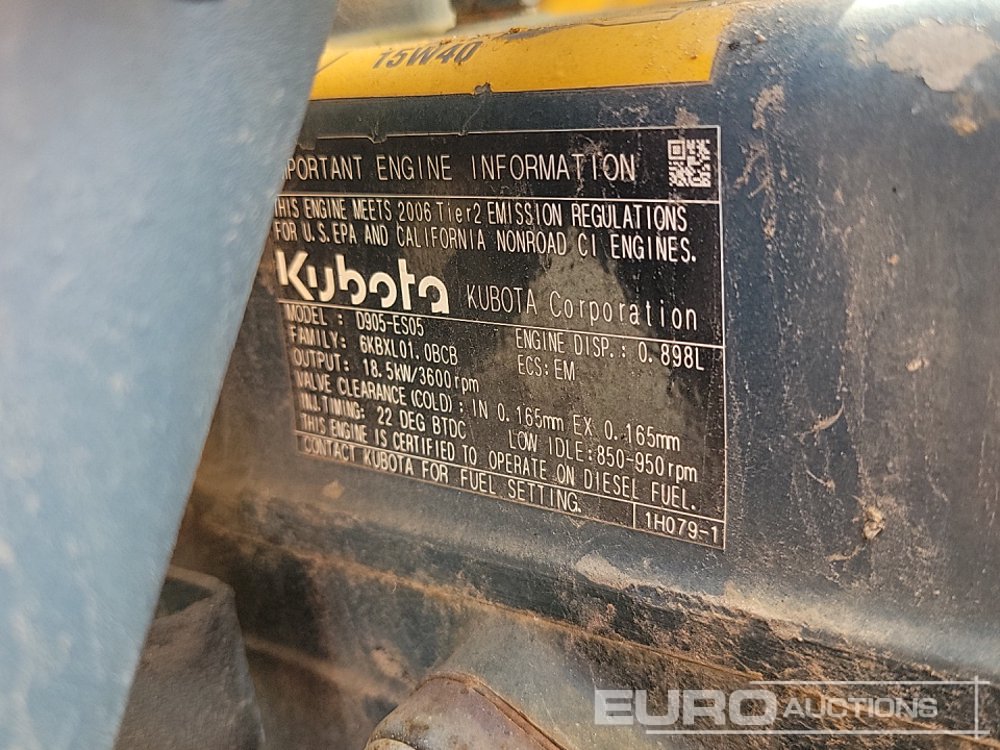 15W40
IMPORTANT ENGINE INFORMATION
THIS ENGINE MEETS 2006 Tier2 EMISSION REGULATIONS
FOR U.S.EPA AND CALIFORNIA NONROAD CI ENGINES.
Kubota KUBOTA Corporation
MODEL : D905-ES05 ENGINE DISP.: 0.898L
FAMILY: 6KBXL01.0BCB ECS:EM
OUTPUT: 18.5kW/3600rpm
VALVE CLEARANCE(COLD): IN 0.165mm EX 0.165mm
INJ.TIMING: 22 DEG BTDC LOW IDLE:850-950rpm
THIS ENGINE IS CERTIFIED TO OPERATE ON DIESEL FUEL.
CONTACT KUBOTA FOR FUEL SETTING.
1H079-1
EURO AUCTIONS